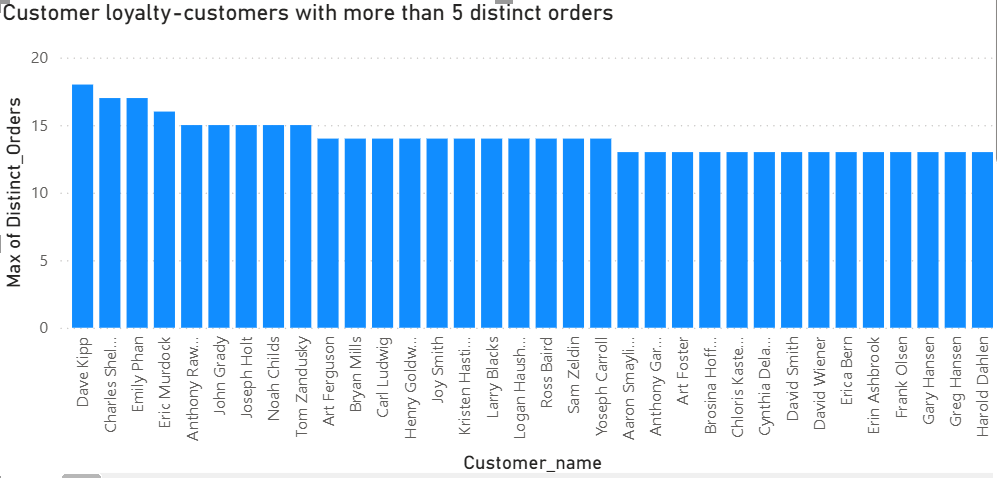 Customer loyalty-customers with more than 5 distinct orders
Max of Distinct_Orders
20
15
10
5
0
Dave Kipp
Charles Shel...
Emily Phan
Eric Murdock
Anthony Raw...
John Grady
Joseph Holt
Noah Childs
Tom Zandusky
Art Ferguson
Bryan Mills
Carl Ludwig
Henry Goldw...
Joy Smith
Kristen Hasti...
Larry Blacks
Logan Haush...
Ross Baird
Sam Zeldin
Yoseph Carroll
Aaron Smayli...
Anthony Gar...
Art Foster
Brosina Hoff...
Chloris Kaste...
Cynthia Dela...
David Smith
David Wiener
Erica Bern
Erin Ashbrook
Frank Olsen
Gary Hansen
Greg Hansen
Harold Dahlen
Customer_name